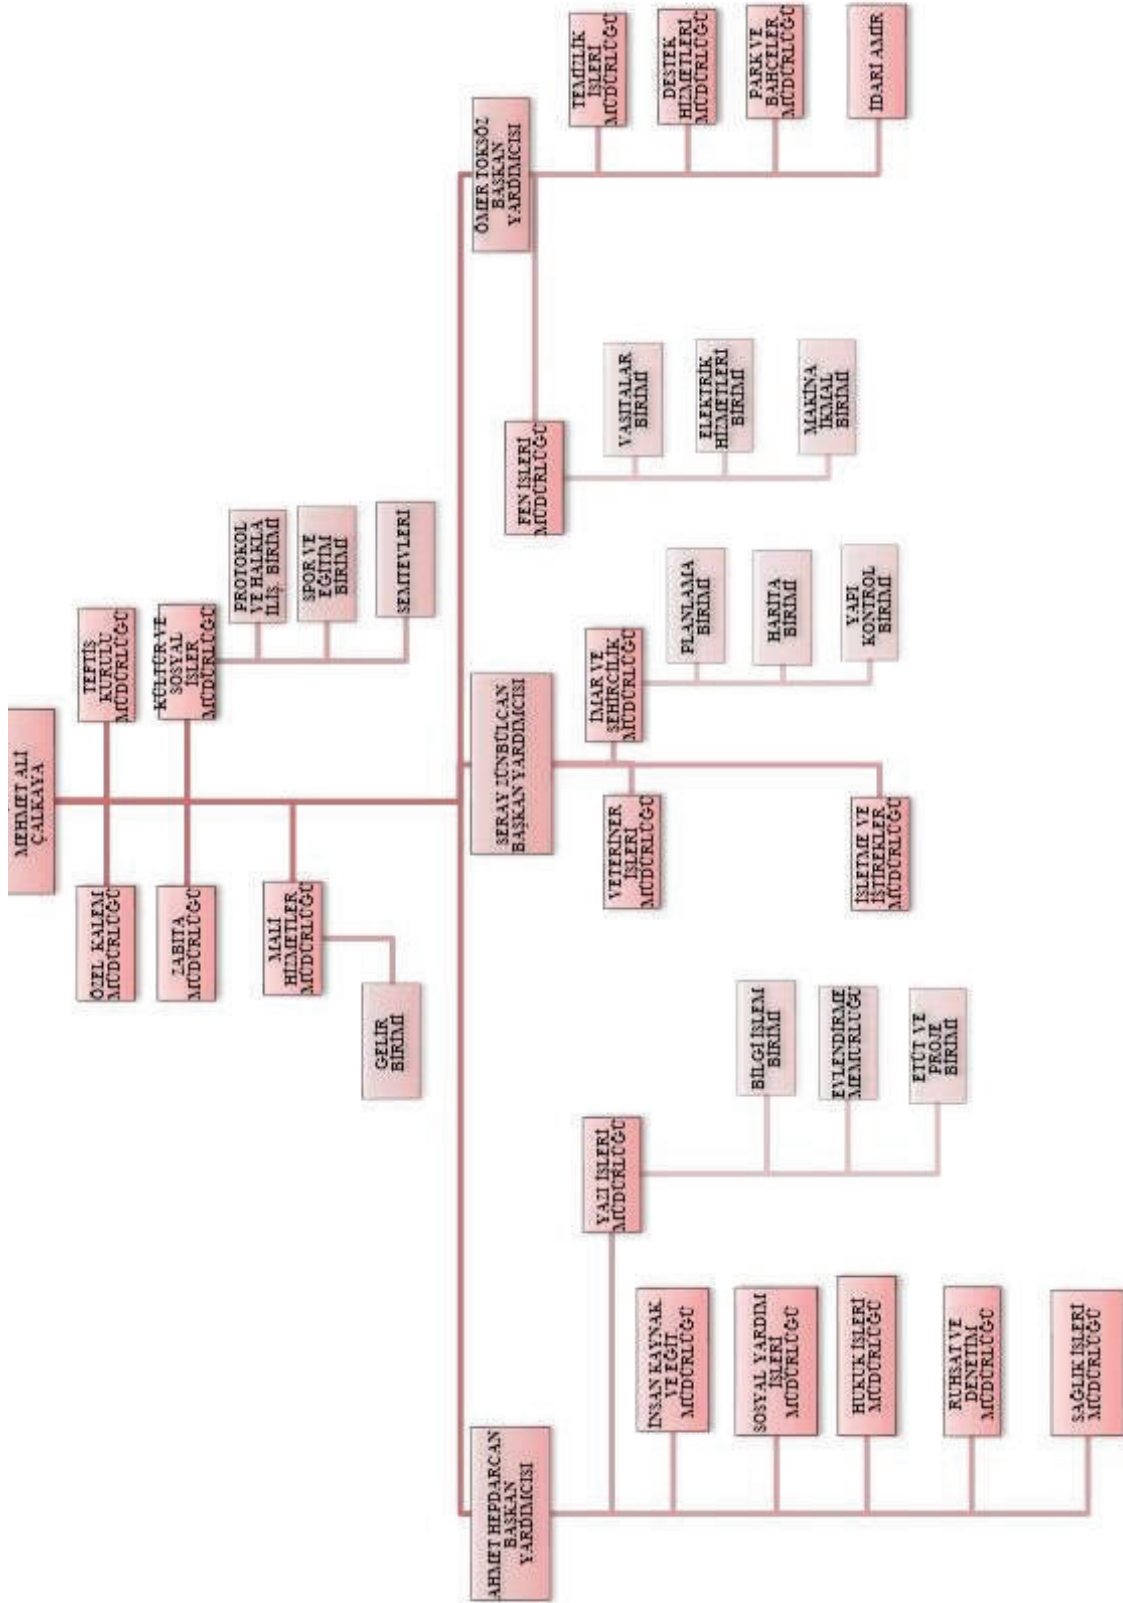 MEHMET ALİ
ÇALKAYA
ÖZEL KALEM
MÜDÜRLÜĞÜ
TEFTİŞ
KURULU
MÜDÜRLÜĞÜ
ZABITA
MÜDÜRLÜĞÜ
KÜLTÜR VE
SOSYAL
İŞLER
MÜDÜRLÜĞÜ
MALİ
HİZMETLER
MÜDÜRLÜĞÜ
GELİR
BİRİMİ
PROTOKOL
VE HALKLA
İLİŞ. BİRİMİ
SPOR VE
EĞİTİM
BİRİMİ
SEMTEVLERİ
AHMET HEPDARCAN
BAŞKAN
YARDIMCISI
YAZI İŞLERİ
MÜDÜRLÜĞÜ
İNSAN KAYNAK.
VE EĞİT
MÜDÜRLÜĞÜ
SOSYAL YARDIM
İŞLERİ
MÜDÜRLÜĞÜ
HUKUK İŞLERİ
MÜDÜRLÜĞÜ
RUHSAT VE
DENETİM
MÜDÜRLÜĞÜ
SAĞLIK İŞLERİ
MÜDÜRLÜĞÜ
BİLGİ İŞLEM
BİRİMİ
EVLENDİRME
MEMURLUĞU
ETÜT VE
PROJE
BİRİMİ
SERAY ZÜNBÜLCAN
BAŞKAN YARDIMCISI
VETERİNER
İŞLERİ
MÜDÜRLÜĞÜ
İMAR VE
ŞEHİRCİLİK
MÜDÜRLÜĞÜ
İŞLETME VE
İŞTİREKLER
MÜDÜRLÜĞÜ
PLANLAMA
BİRİMİ
HARİTA
BİRİMİ
YAPI
KONTROL
BİRİMİ
ÖMER TOKSÖZ
BAŞKAN
YARDIMCISI
FEN İŞLERİ
MÜDÜRLÜĞÜ
VASITALAR
BİRİMİ
ELEKTRİK
HİZMETLERİ
BİRİMİ
MAKİNA
İKMAL
BİRİMİ
TEMİZLİK
İŞLERİ
MÜDÜRLÜĞÜ
DESTEK
HİZMETLERİ
MÜDÜRLÜĞÜ
PARK VE
BAHÇELER
MÜDÜRLÜĞÜ
İDARİ AMİR